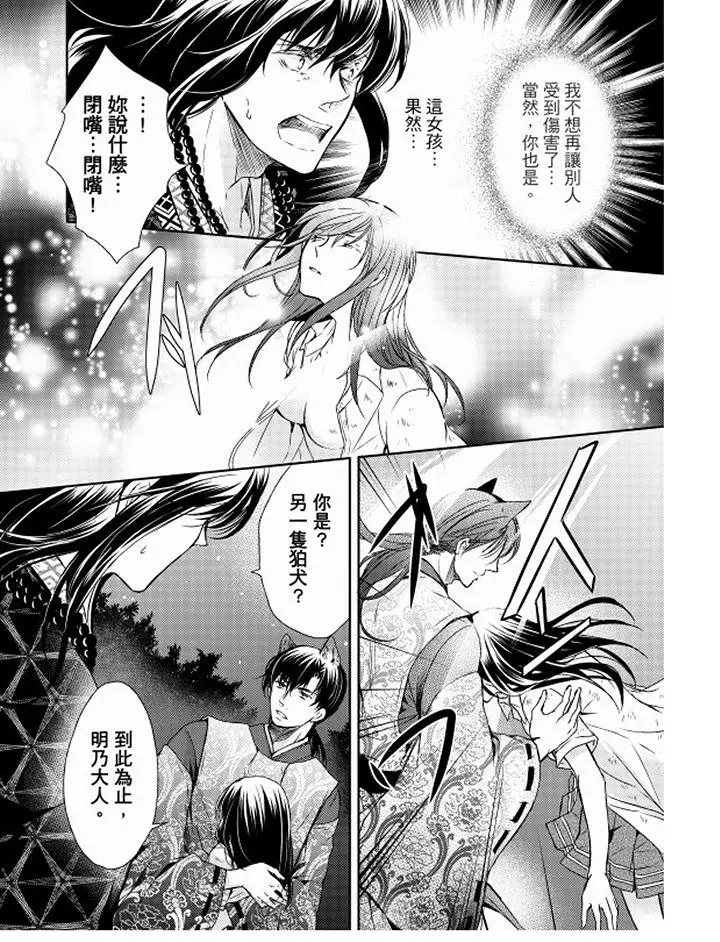 我不想再讓別人
受到傷害了…
當然，你也是。
這女孩…
果然…
…！
妳說什麼…
閉嘴…閉嘴！
你是？
另一隻狛犬？
到此為止，
明乃大人。